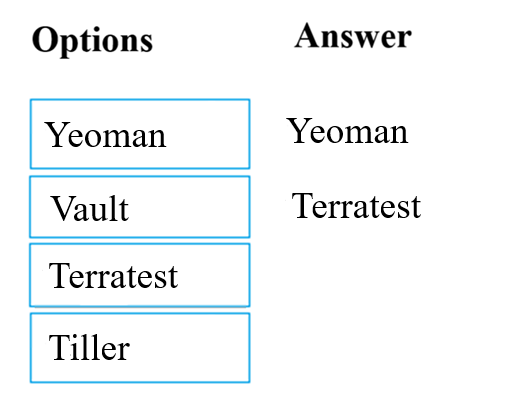 Options Answer
Yeoman Yeoman
Vault Terratest
Terratest
Tiller